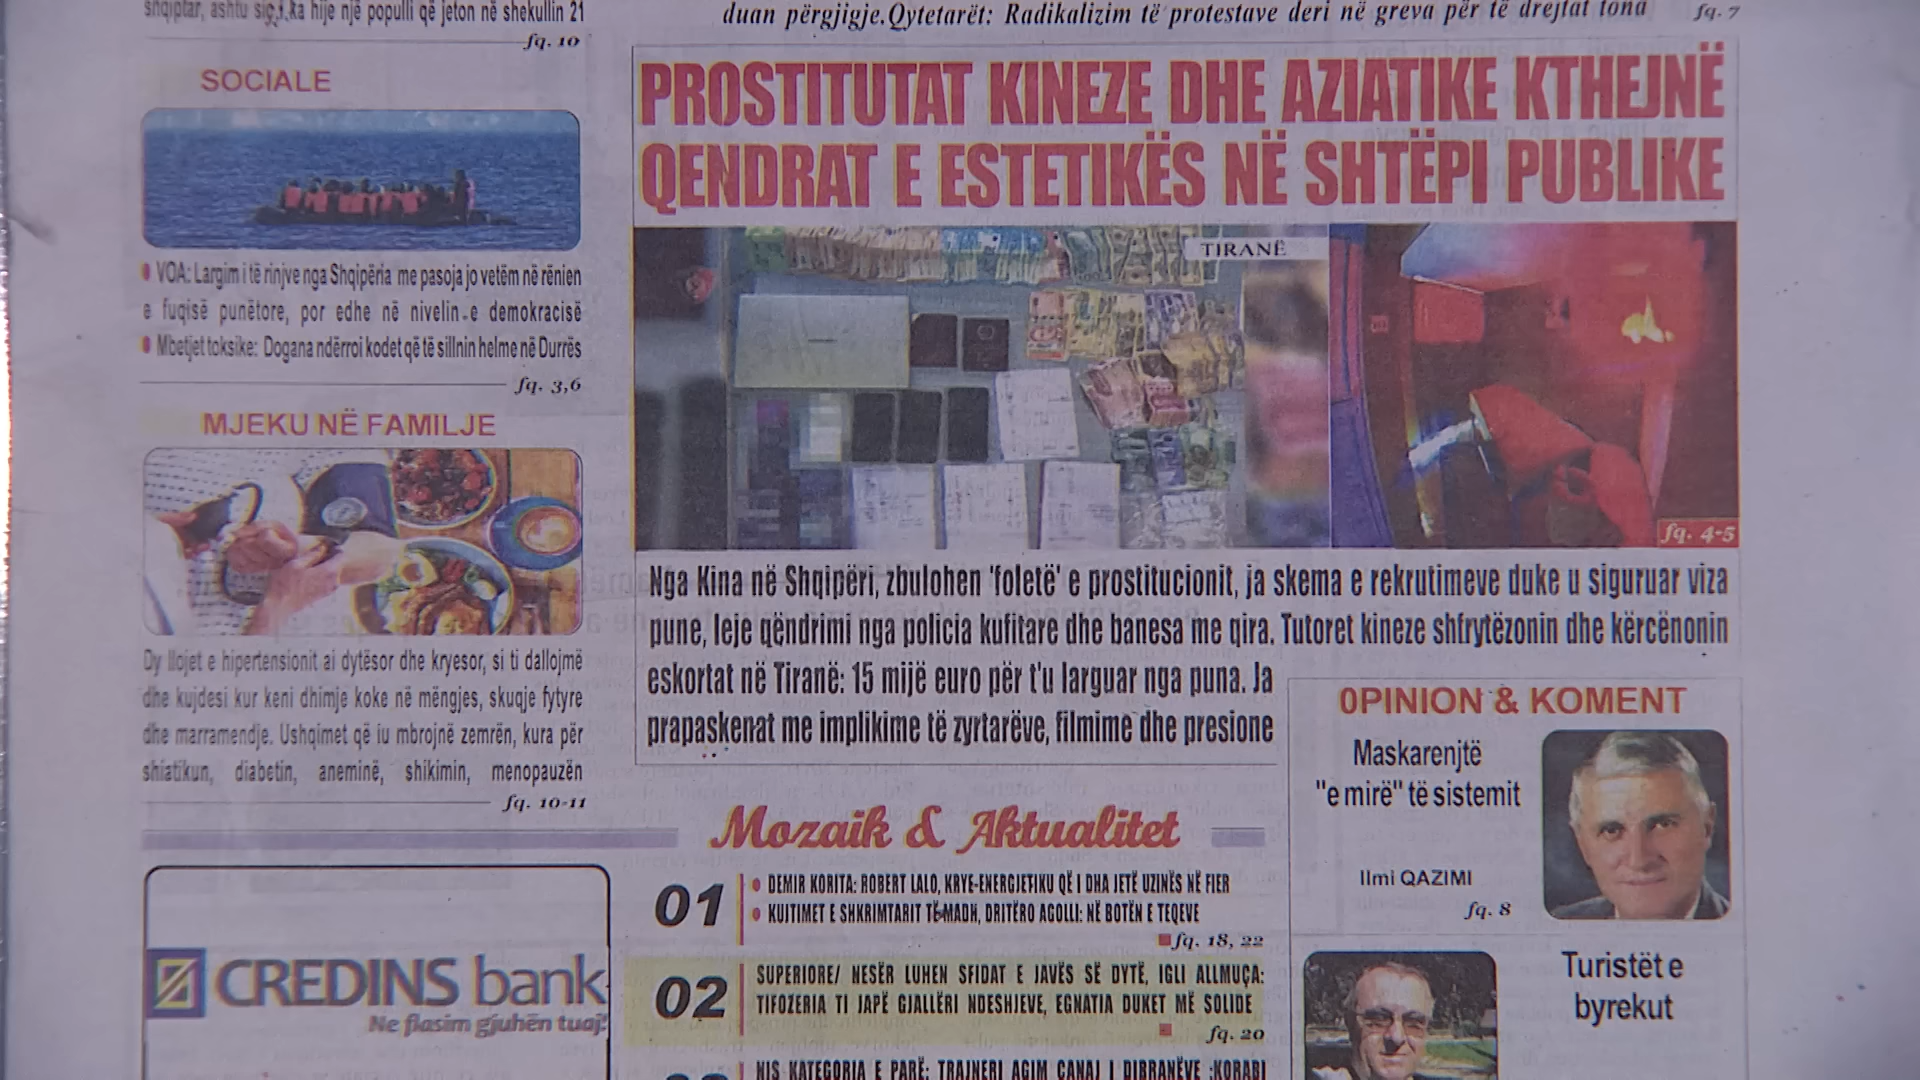 shqiptar, ashtu si s'ka hije një populli që jeton në shekullin 21
fq. 10
SOCIALE
VOA: Largim i të rinjve nga Shqipëria me pasoja jo vetëm në rënien
e fuqisë punëtore, por edhe në nivelin e demokracisë
Mbetjet toksike: Dogana ndërroi kodet që të sillnin helme në Durrës
fq. 3,6
MJEKU NË FAMILJE
Dy llojet e hipertensionit ai dytësor dhe kryesor, si ti dallojmë
dhe kujdesi kur keni dhimje koke në mëngjes, skuqje fytyre
dhe marramendje. Ushqimet që iu mbrojnë zemrën, kura për
shiatikun, diabetin, aneminë, shikimin, menopauzën
fq. 10-11
CREDINS bank
Ne flasim gjuhën tuaj!
duan përgjigje.Qytetarët: Radikalizim të protestave deri në greva për të drejtat tona
fq. 7
PROSTITUTAT KINEZE DHE AZIATIKE KTHEJNË
QENDRAT E ESTETIKËS NË SHTËPI PUBLIKE
TIRANË
fq. 4-5
Nga Kina në Shqipëri, zbulohen 'foletë' e prostitucionit, ja skema e rekrutimeve duke u siguruar viza
pune, leje qëndrimi nga policia kufitare dhe banesa me qira. Tutoret kineze shfrytëzonin dhe kërcënonin
eskortat në Tiranë: 15 mijë euro për t'u larguar nga puna. Ja
prapaskenat me implikime të zyrtarëve, filmime dhe presione
Mozaik & Aktualitet
01
DEMIR KORITA: ROBERT LALO, KRYE-ENERGJETIKU QË I DHA JETË UZINËS NË FIER
KUJTIMET E SHKRIMTARIT TË MADH, DRITËRO AGOLLI: NË BOTËN E TEQEVE
fq. 18, 22
02
SUPERIORE/ NESËR LUHEN SFIDAT E JAVËS SË DYTË, IGLI ALLMUÇA:
TIFOZERIA TI JAPË GJALLËRI NDESHJEVE, EGNATIA DUKET MË SOLIDE
fq. 20
NIS KATEGORIA E PARË: TRAJNERI AGIM CANAJ I DIBRANËVE :KORABI
OPINION & KOMENT
Maskarenjtë
"e mirë" të sistemit
Ilmi QAZIMI
fq. 8
Turistët e
byrekut